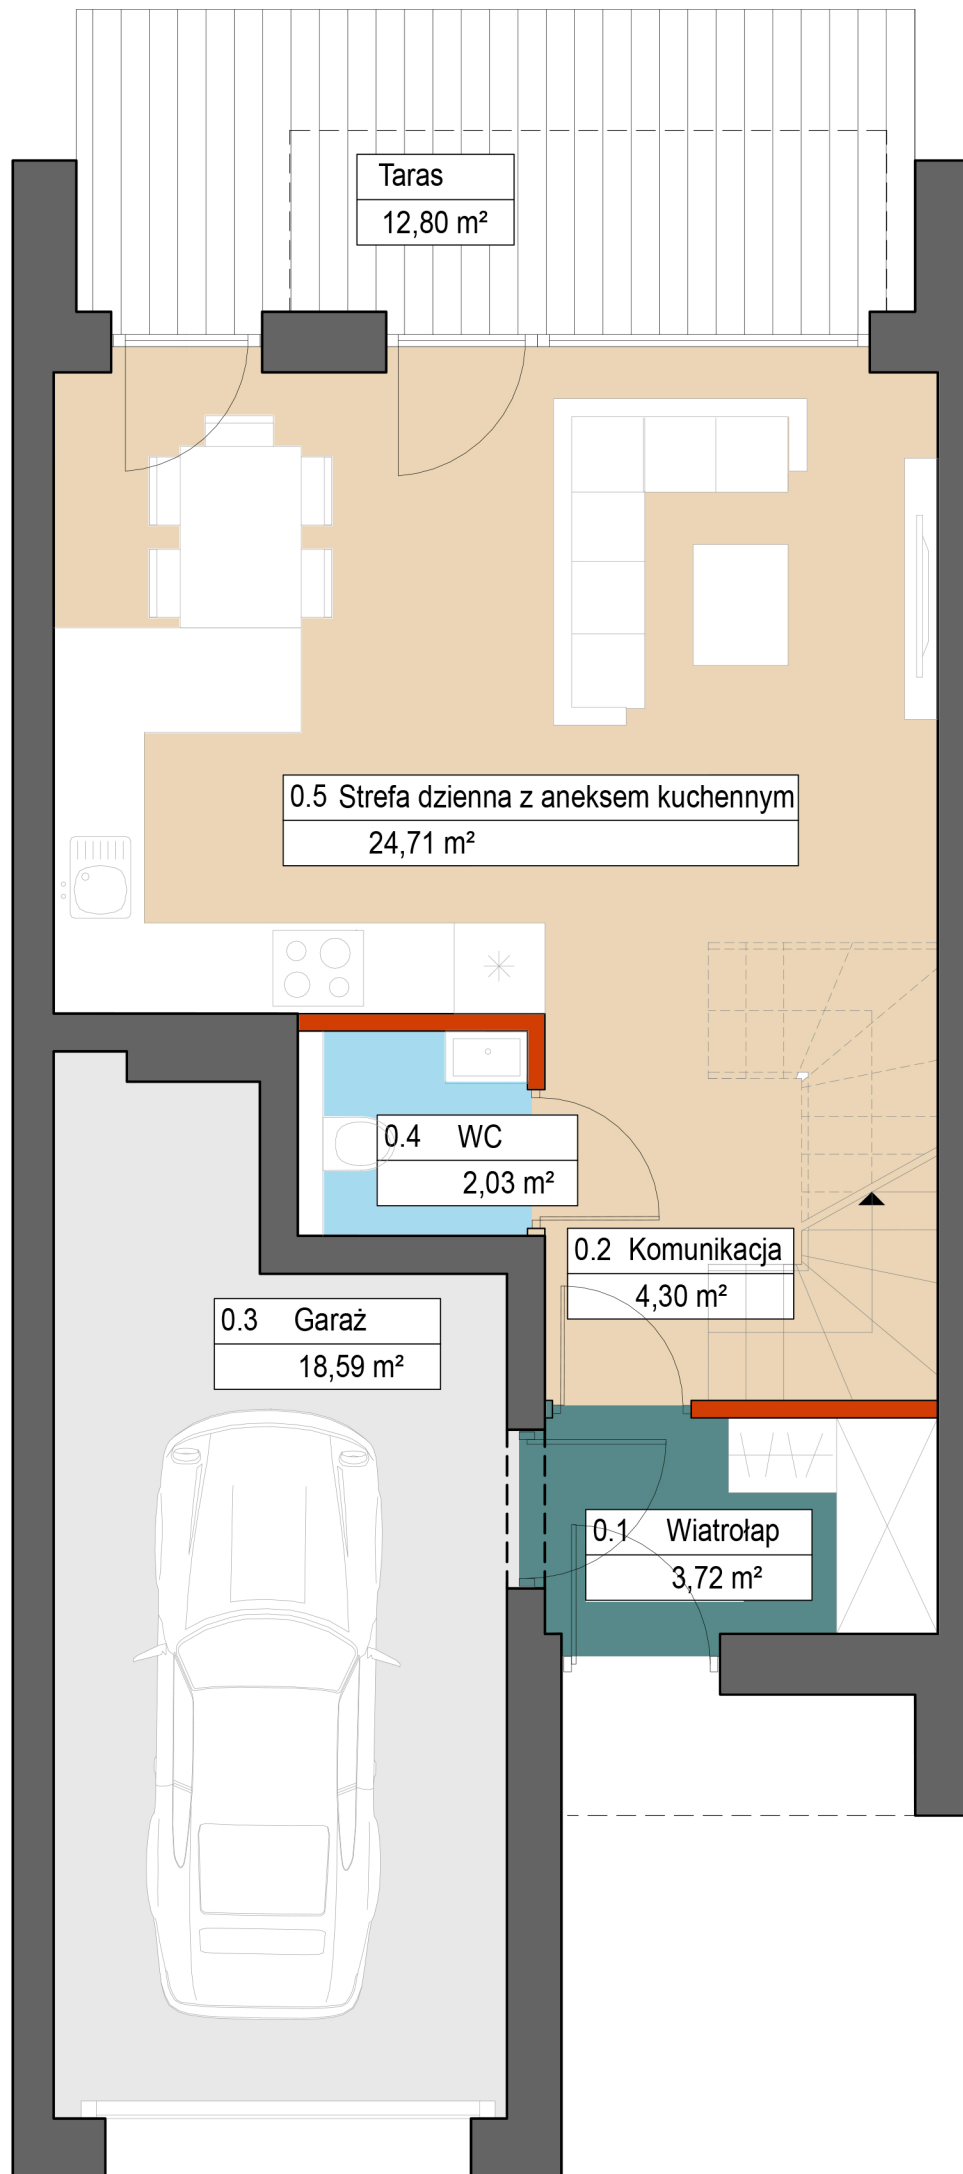 Taras
12,80 m²
0.5 Strefa dzienna z aneksem kuchennym
24,71 m²
0.4 WC
2,03 m²
0.2 Komunikacja
4,30 m²
0.3 Garaż
18,59 m²
0.1 Wiatrołap
3,72 m²